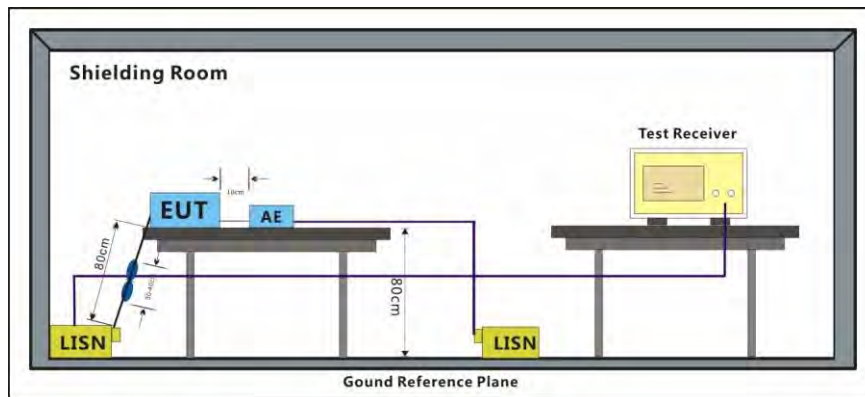 Shielding Room
Test Receiver
10cm
EUT
AE
80cm
80cm
LISN
LISN
Gound Reference Plane